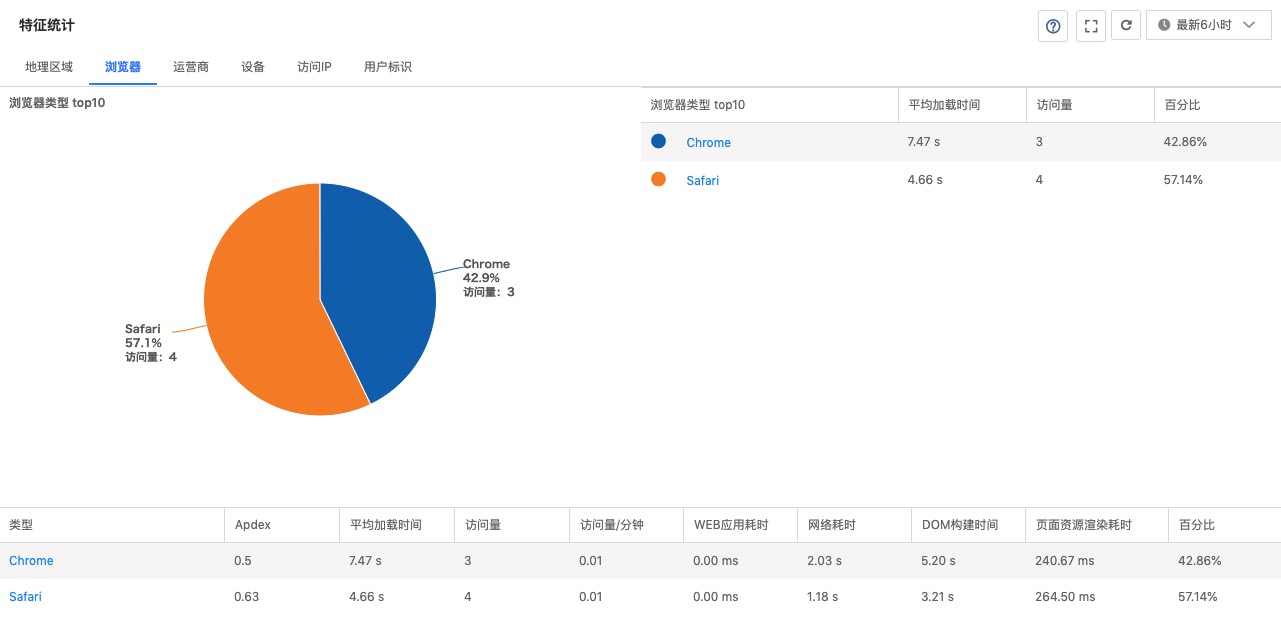 特征统计
最新6小时
地理区域 浏览器 运营商 设备 访问IP 用户标识
浏览器类型 top10
Chrome
42.9%
访问量：3
Safari
57.1%
访问量：4
浏览器类型 top10 平均加载时间 访问量 百分比
Chrome 7.47 s 3 42.86%
Safari 4.66 s 4 57.14%
类型 Apdex 平均加载时间 访问量 访问量/分钟 WEB应用耗时 网络耗时 DOM构建时间 页面资源渲染耗时 百分比
Chrome 0.5 7.47 s 3 0.01 0.00 ms 2.03 s 5.20 s 240.67 ms 42.86%
Safari 0.63 4.66 s 4 0.01 0.00 ms 1.18 s 3.21 s 264.50 ms 57.14%